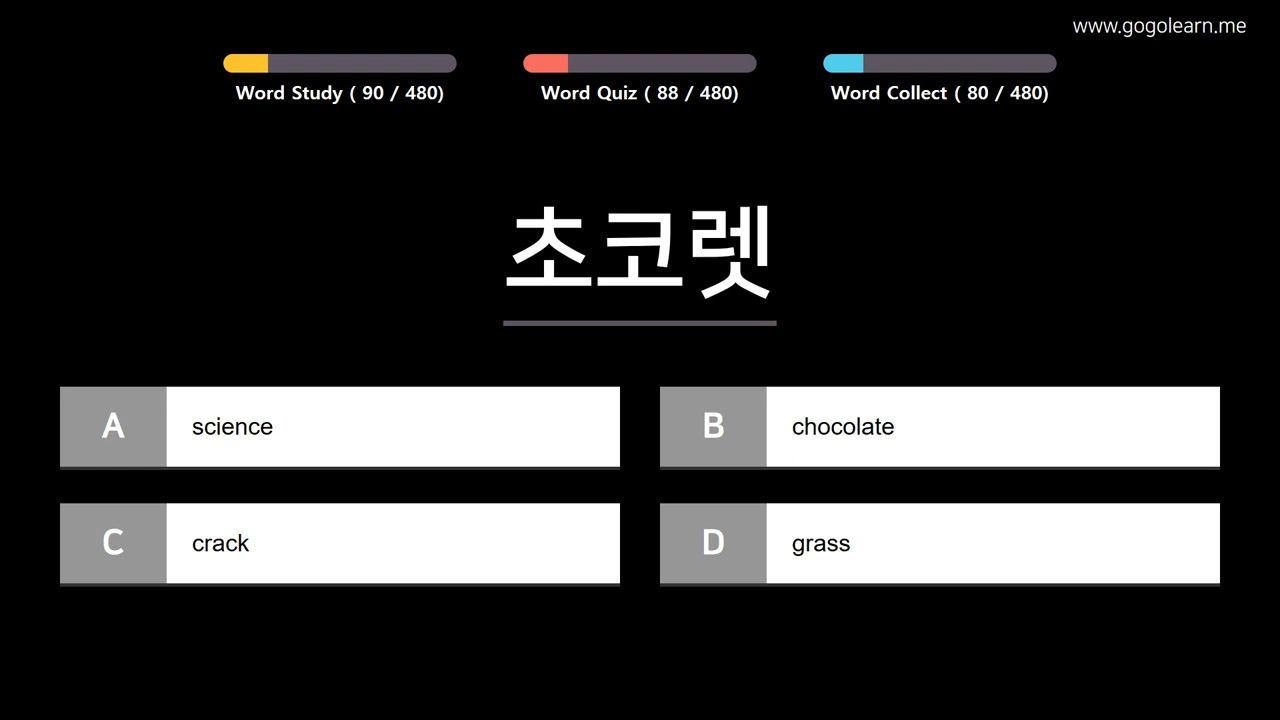 www.gogolearn.me
Word Study ( 90 / 480)
Word Quiz ( 88 / 480)
Word Collect ( 80 / 480)
초코렛
A science
B chocolate
C crack
D grass